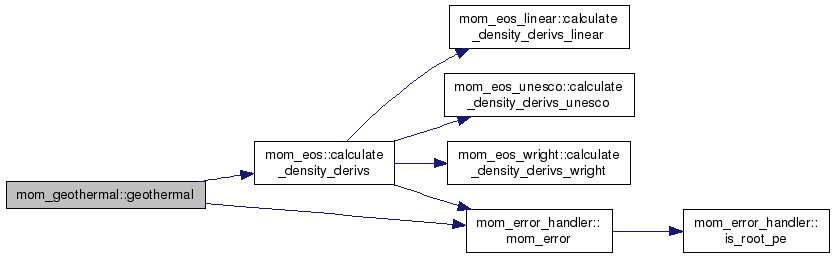 mom_geothermal::geothermal
mom_eos::calculate
_density_derivs
mom_eos_linear::calculate
_density_derivs_linear
mom_eos_unesco::calculate
_density_derivs_unesco
mom_eos_wright::calculate
_density_derivs_wright
mom_error_handler::
mom_error
mom_error_handler::
is_root_pe